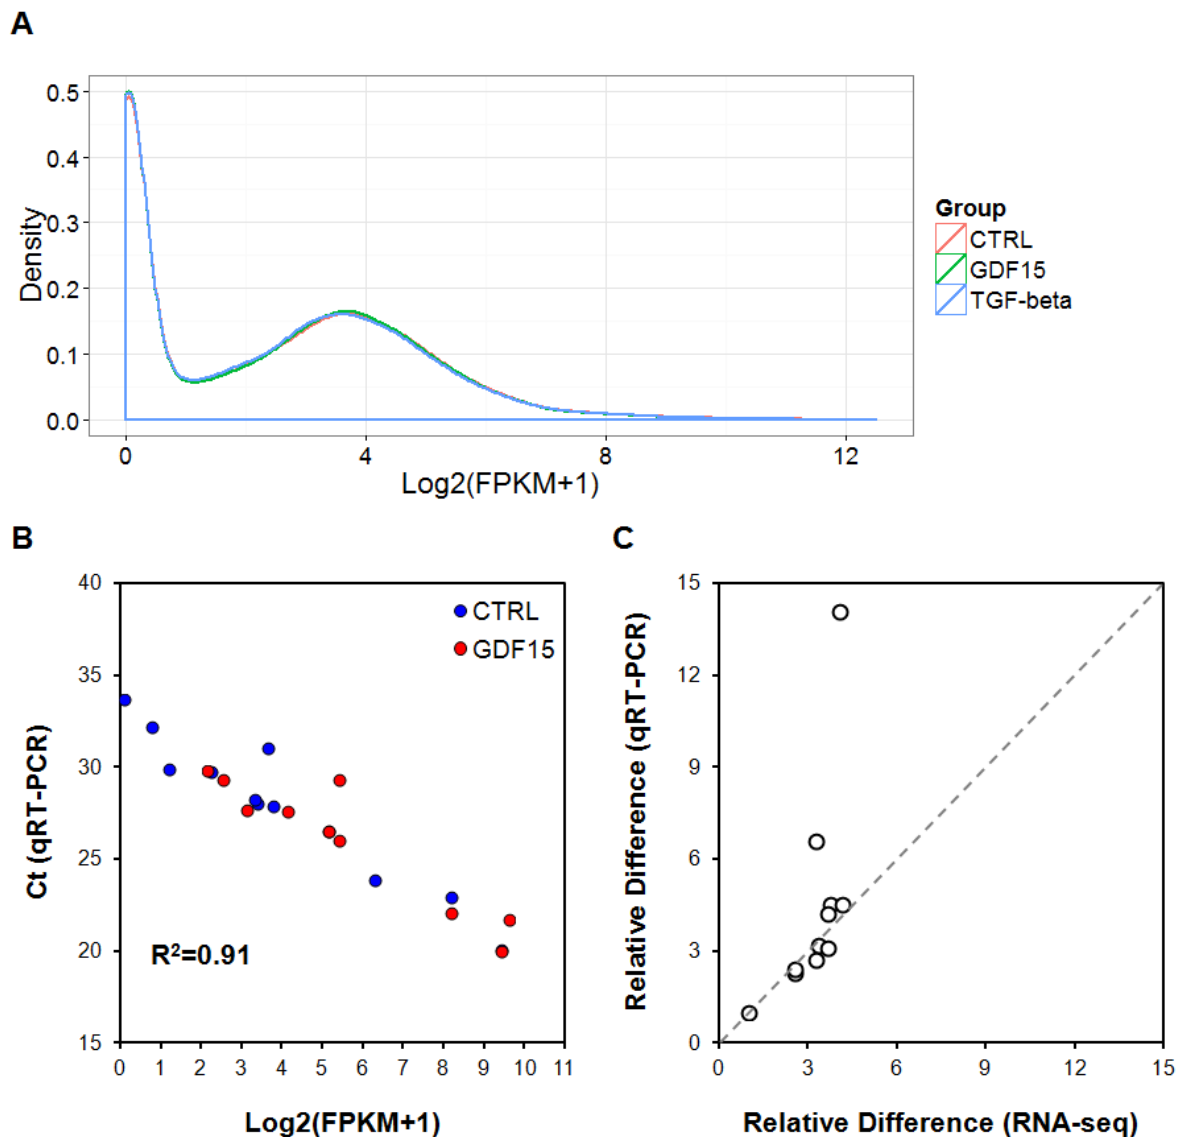 A
0.5
0.4
0.3
0.2
0.1
0.0
Density
0 4 8 12
Log2(FPKM+1)
Group
CTRL
GDF15
TGF-beta
B
40
35
30
25
20
15
Ct (qRT-PCR)
CTRL
GDF15
R²=0.91
0 1 2 3 4 5 6 7 8 9 10 11
Log2(FPKM+1)
C
15
12
9
6
3
0
Relative Difference (qRT-PCR)
0 3 6 9 12 15
Relative Difference (RNA-seq)